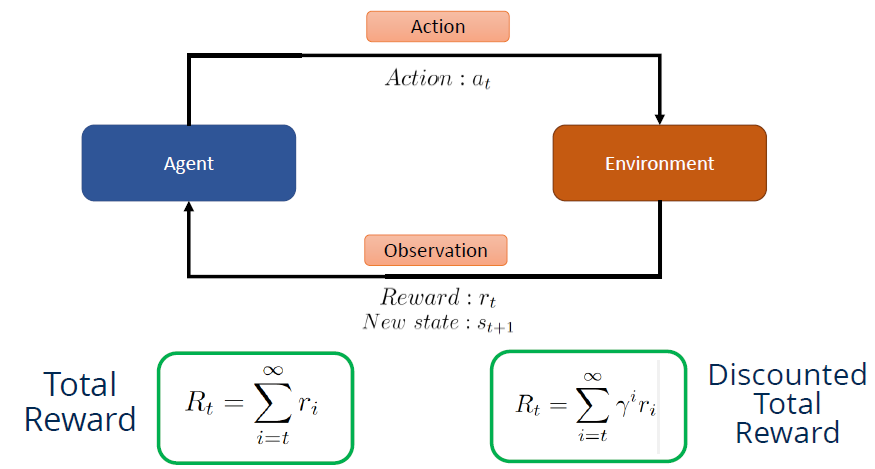 Action
Action : a_t
Agent
Environment
Observation
Reward : r_t
New state : s_{t+1}
Total
Reward
R_t = \sum_{i=t}^{\infty} r_i
R_t = \sum_{i=t}^{\infty} \gamma^i r_i
Discounted
Total
Reward